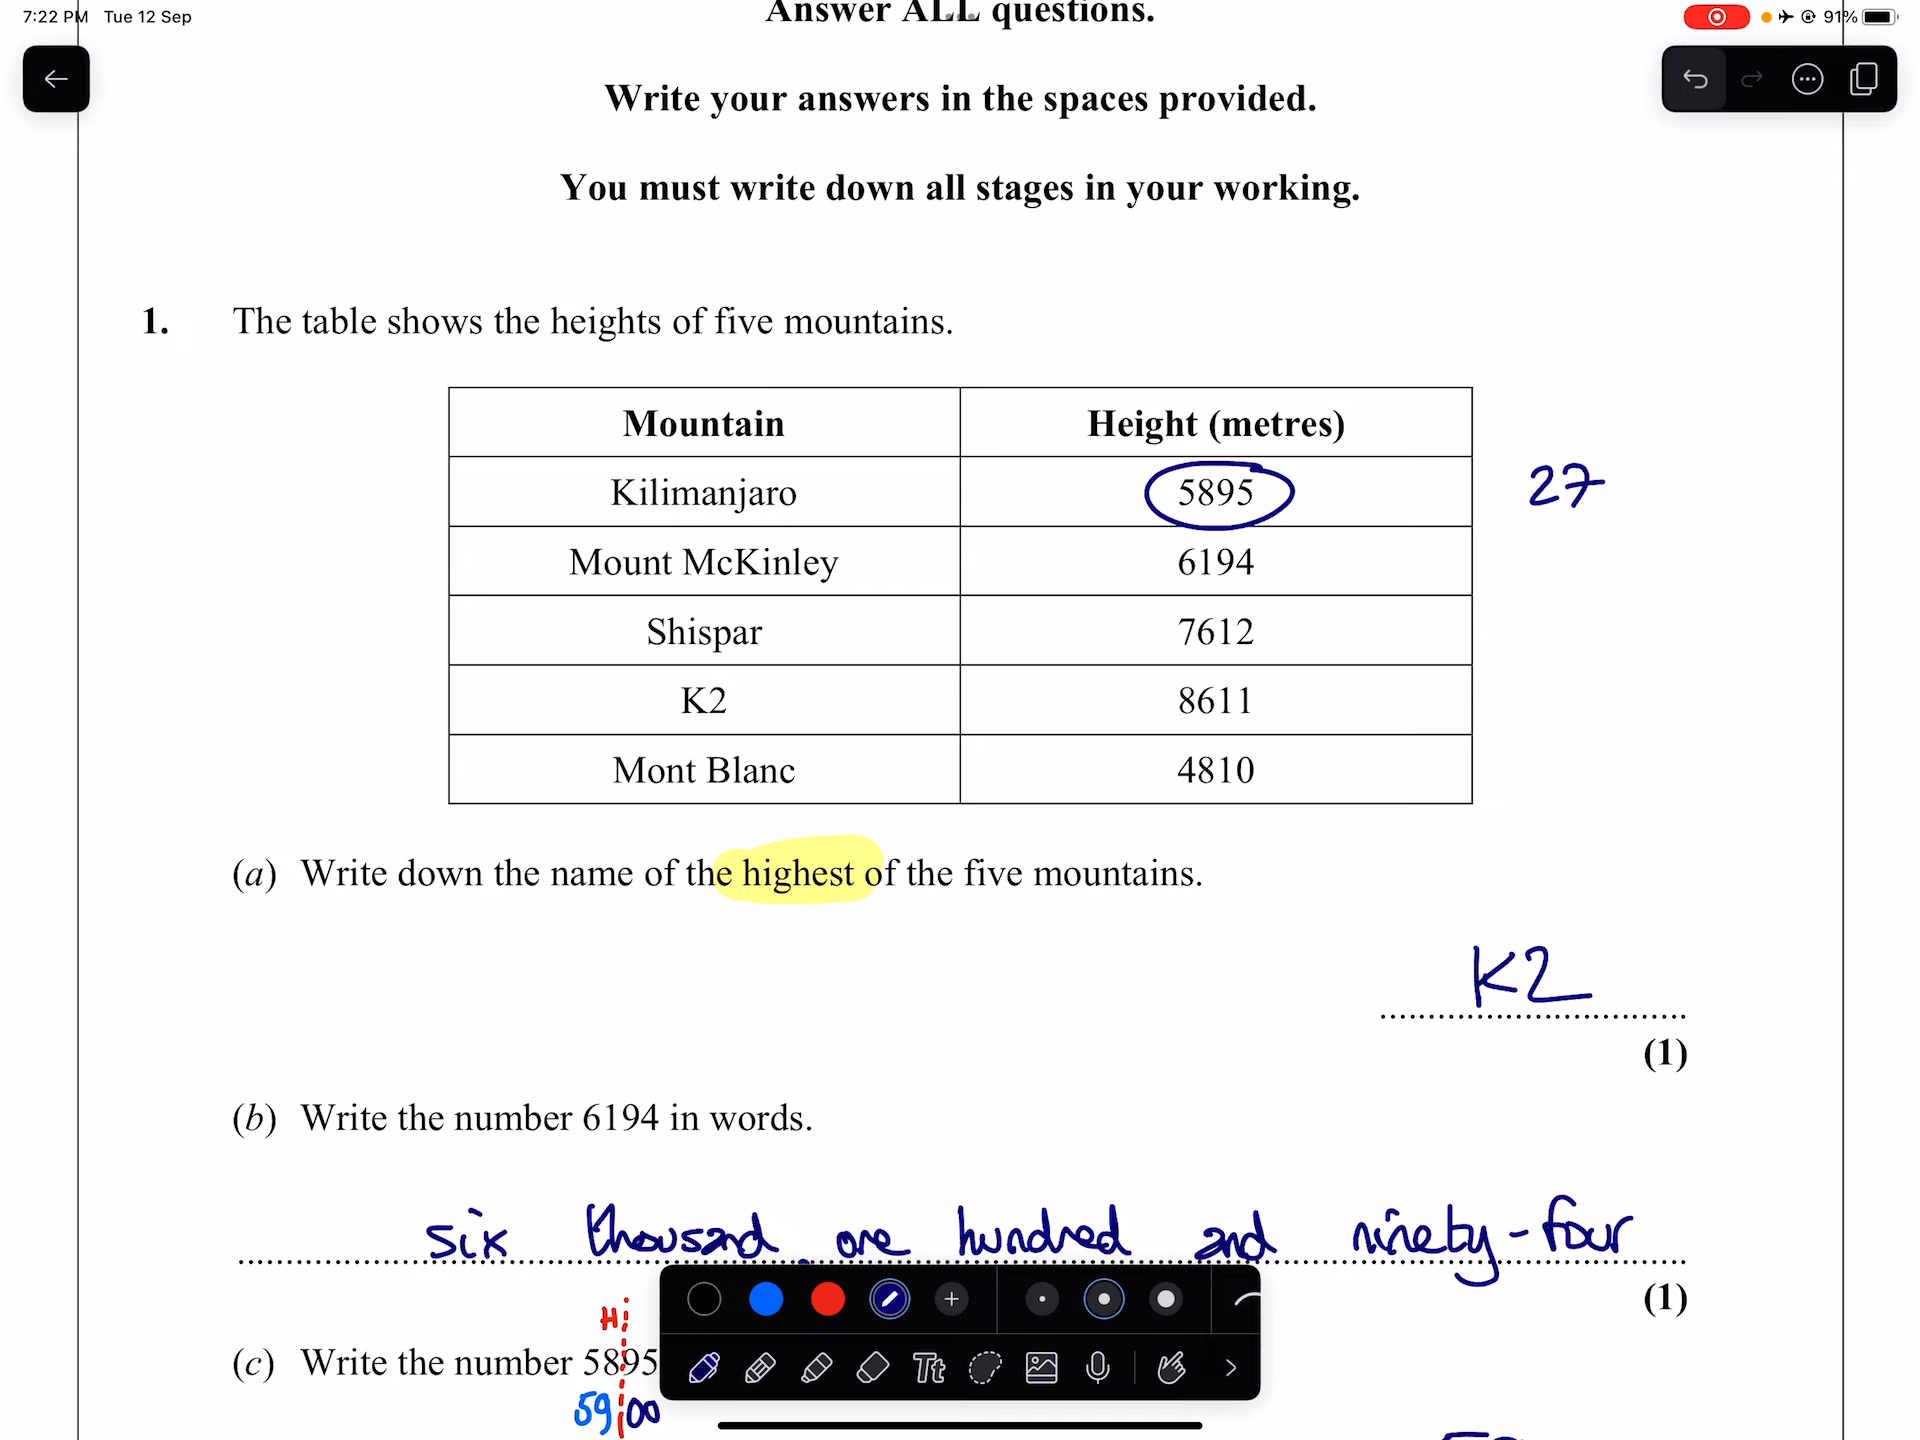 7:22 PM Tue 12 Sep
91%
Answer ALL questions.
Write your answers in the spaces provided.
You must write down all stages in your working.
1. The table shows the heights of five mountains.
Mountain Height (metres)
Kilimanjaro 5895 27
Mount McKinley 6194
Shispar 7612
K2 8611
Mont Blanc 4810
(a) Write down the name of the highest of the five mountains.
K2
(1)
(b) Write the number 6194 in words.
six thousand, one hundred and ninety-four
(1)
H
(c) Write the number 5895
5900
Tt